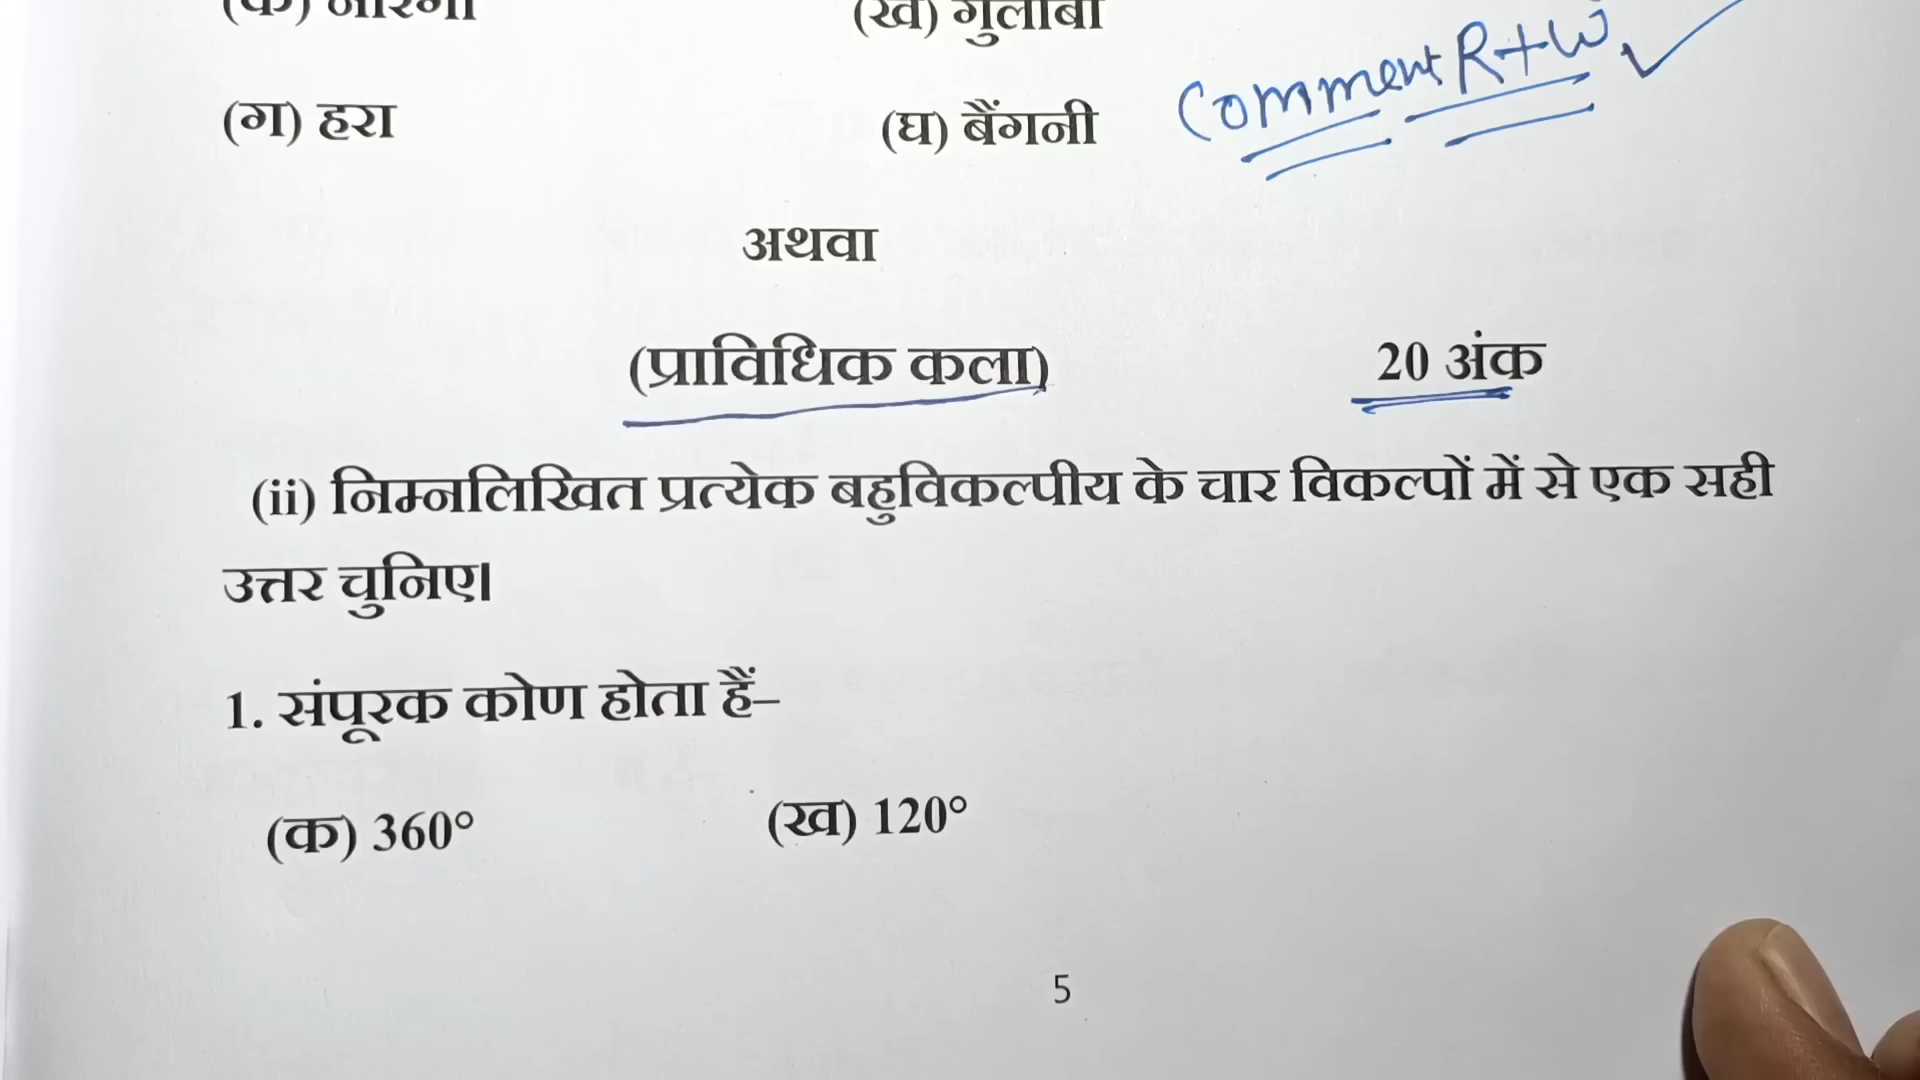 (क) नारंगी (ख) गुलाबी
(ग) हरा (घ) बैंगनी
Comment R+W
अथवा
(प्राविधिक कला) 20 अंक
(ii) निम्नलिखित प्रत्येक बहुविकल्पीय के चार विकल्पों में से एक सही
उत्तर चुनिए।
1. संपूरक कोण होता हैं–
(क) 360° (ख) 120°
5